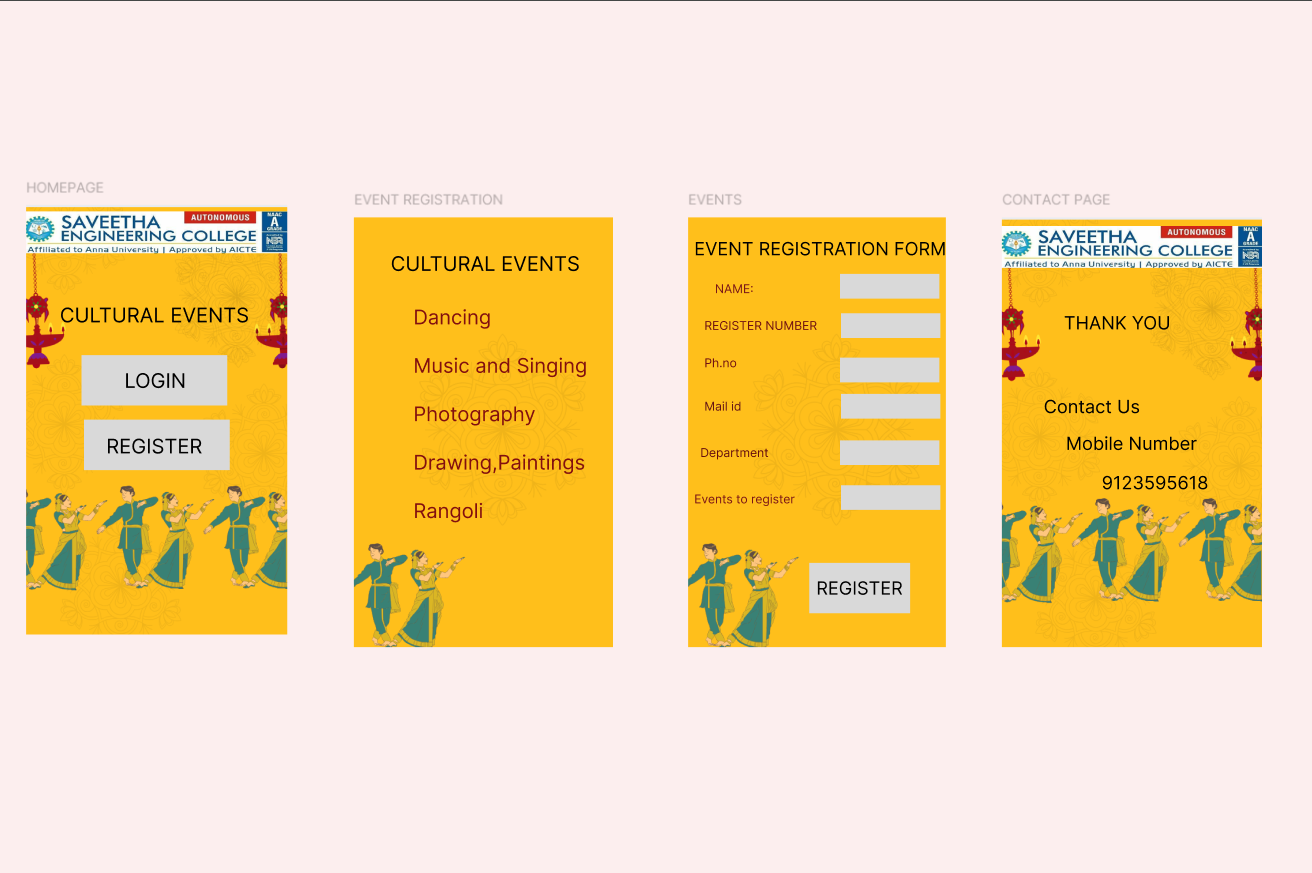 HOMEPAGE
SAVEETHA
ENGINEERING COLLEGE
AUTONOMOUS
NAAC
A
GRADE
Affiliated to Anna University | Approved by AICTE
CULTURAL EVENTS
LOGIN
REGISTER
EVENT REGISTRATION
CULTURAL EVENTS
Dancing
Music and Singing
Photography
Drawing,Paintings
Rangoli
EVENTS
EVENT REGISTRATION FORM
NAME:
REGISTER NUMBER
Ph.no
Mail id
Department
Events to register
REGISTER
CONTACT PAGE
SAVEETHA
ENGINEERING COLLEGE
AUTONOMOUS
NAAC
A
GRADE
Affiliated to Anna University | Approved by AICTE
THANK YOU
Contact Us
Mobile Number
9123595618